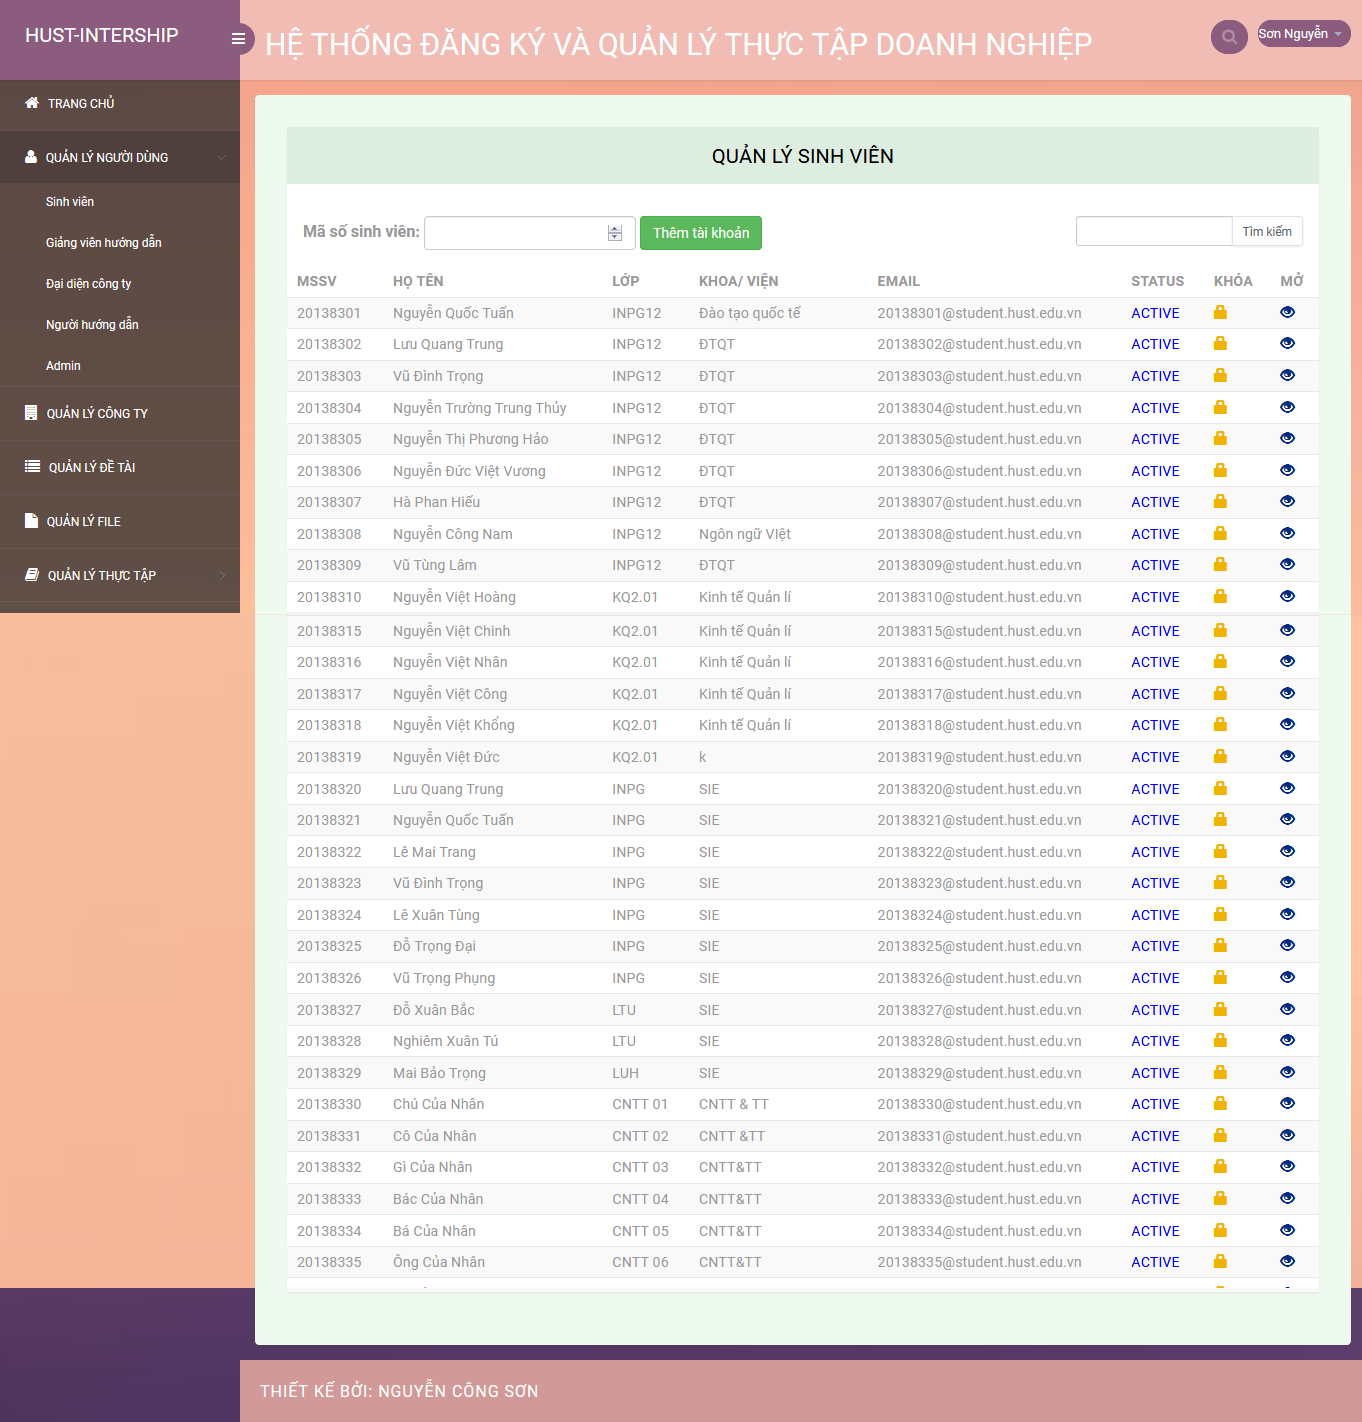 HUST-INTERSHIP
HỆ THỐNG ĐĂNG KÝ VÀ QUẢN LÝ THỰC TẬP DOANH NGHIỆP
Sơn Nguyễn
TRANG CHỦ
QUẢN LÝ NGƯỜI DÙNG
Sinh viên
Giảng viên hướng dẫn
Đại diện công ty
Người hướng dẫn
Admin
QUẢN LÝ CÔNG TY
QUẢN LÝ ĐỀ TÀI
QUẢN LÝ FILE
QUẢN LÝ THỰC TẬP
QUẢN LÝ SINH VIÊN
Mã số sinh viên: Thêm tài khoản Tìm kiếm
MSSV HỌ TÊN LỚP KHOA/ VIỆN EMAIL STATUS KHÓA MỞ
20138301 Nguyễn Quốc Tuấn INPG12 Đào tạo quốc tế 20138301@student.hust.edu.vn ACTIVE
20138302 Lưu Quang Trung INPG12 ĐTQT 20138302@student.hust.edu.vn ACTIVE
20138303 Vũ Đình Trọng INPG12 ĐTQT 20138303@student.hust.edu.vn ACTIVE
20138304 Nguyễn Trường Trung Thủy INPG12 ĐTQT 20138304@student.hust.edu.vn ACTIVE
20138305 Nguyễn Thị Phương Hảo INPG12 ĐTQT 20138305@student.hust.edu.vn ACTIVE
20138306 Nguyễn Đức Việt Vương INPG12 ĐTQT 20138306@student.hust.edu.vn ACTIVE
20138307 Hà Phan Hiếu INPG12 ĐTQT 20138307@student.hust.edu.vn ACTIVE
20138308 Nguyễn Công Nam INPG12 Ngôn ngữ VIệt 20138308@student.hust.edu.vn ACTIVE
20138309 Vũ Tùng Lâm INPG12 ĐTQT 20138309@student.hust.edu.vn ACTIVE
20138310 Nguyễn Việt Hoàng KQ2.01 Kinh tế Quản lí 20138310@student.hust.edu.vn ACTIVE
20138315 Nguyễn Việt Chinh KQ2.01 Kinh tế Quản lí 20138315@student.hust.edu.vn ACTIVE
20138316 Nguyễn Việt Nhân KQ2.01 Kinh tế Quản lí 20138316@student.hust.edu.vn ACTIVE
20138317 Nguyễn Việt Công KQ2.01 Kinh tế Quản lí 20138317@student.hust.edu.vn ACTIVE
20138318 Nguyễn Việt Khổng KQ2.01 Kinh tế Quản lí 20138318@student.hust.edu.vn ACTIVE
20138319 Nguyễn Việt Đức KQ2.01 k 20138319@student.hust.edu.vn ACTIVE
20138320 Lưu Quang Trung INPG SIE 20138320@student.hust.edu.vn ACTIVE
20138321 Nguyễn Quốc Tuấn INPG SIE 20138321@student.hust.edu.vn ACTIVE
20138322 Lê Mai Trang INPG SIE 20138322@student.hust.edu.vn ACTIVE
20138323 Vũ Đình Trọng INPG SIE 20138323@student.hust.edu.vn ACTIVE
20138324 Lê Xuân Tùng INPG SIE 20138324@student.hust.edu.vn ACTIVE
20138325 Đỗ Trọng Đại INPG SIE 20138325@student.hust.edu.vn ACTIVE
20138326 Vũ Trọng Phụng INPG SIE 20138326@student.hust.edu.vn ACTIVE
20138327 Đỗ Xuân Bắc LTU SIE 20138327@student.hust.edu.vn ACTIVE
20138328 Nghiêm Xuân Tú LTU SIE 20138328@student.hust.edu.vn ACTIVE
20138329 Mai Bảo Trọng LUH SIE 20138329@student.hust.edu.vn ACTIVE
20138330 Chú Của Nhân CNTT 01 CNTT & TT 20138330@student.hust.edu.vn ACTIVE
20138331 Cô Của Nhân CNTT 02 CNTT &TT 20138331@student.hust.edu.vn ACTIVE
20138332 Gì Của Nhân CNTT 03 CNTT&TT 20138332@student.hust.edu.vn ACTIVE
20138333 Bác Của Nhân CNTT 04 CNTT&TT 20138333@student.hust.edu.vn ACTIVE
20138334 Bá Của Nhân CNTT 05 CNTT&TT 20138334@student.hust.edu.vn ACTIVE
20138335 Ông Của Nhân CNTT 06 CNTT&TT 20138335@student.hust.edu.vn ACTIVE
THIẾT KẾ BỞI: NGUYỄN CÔNG SƠN